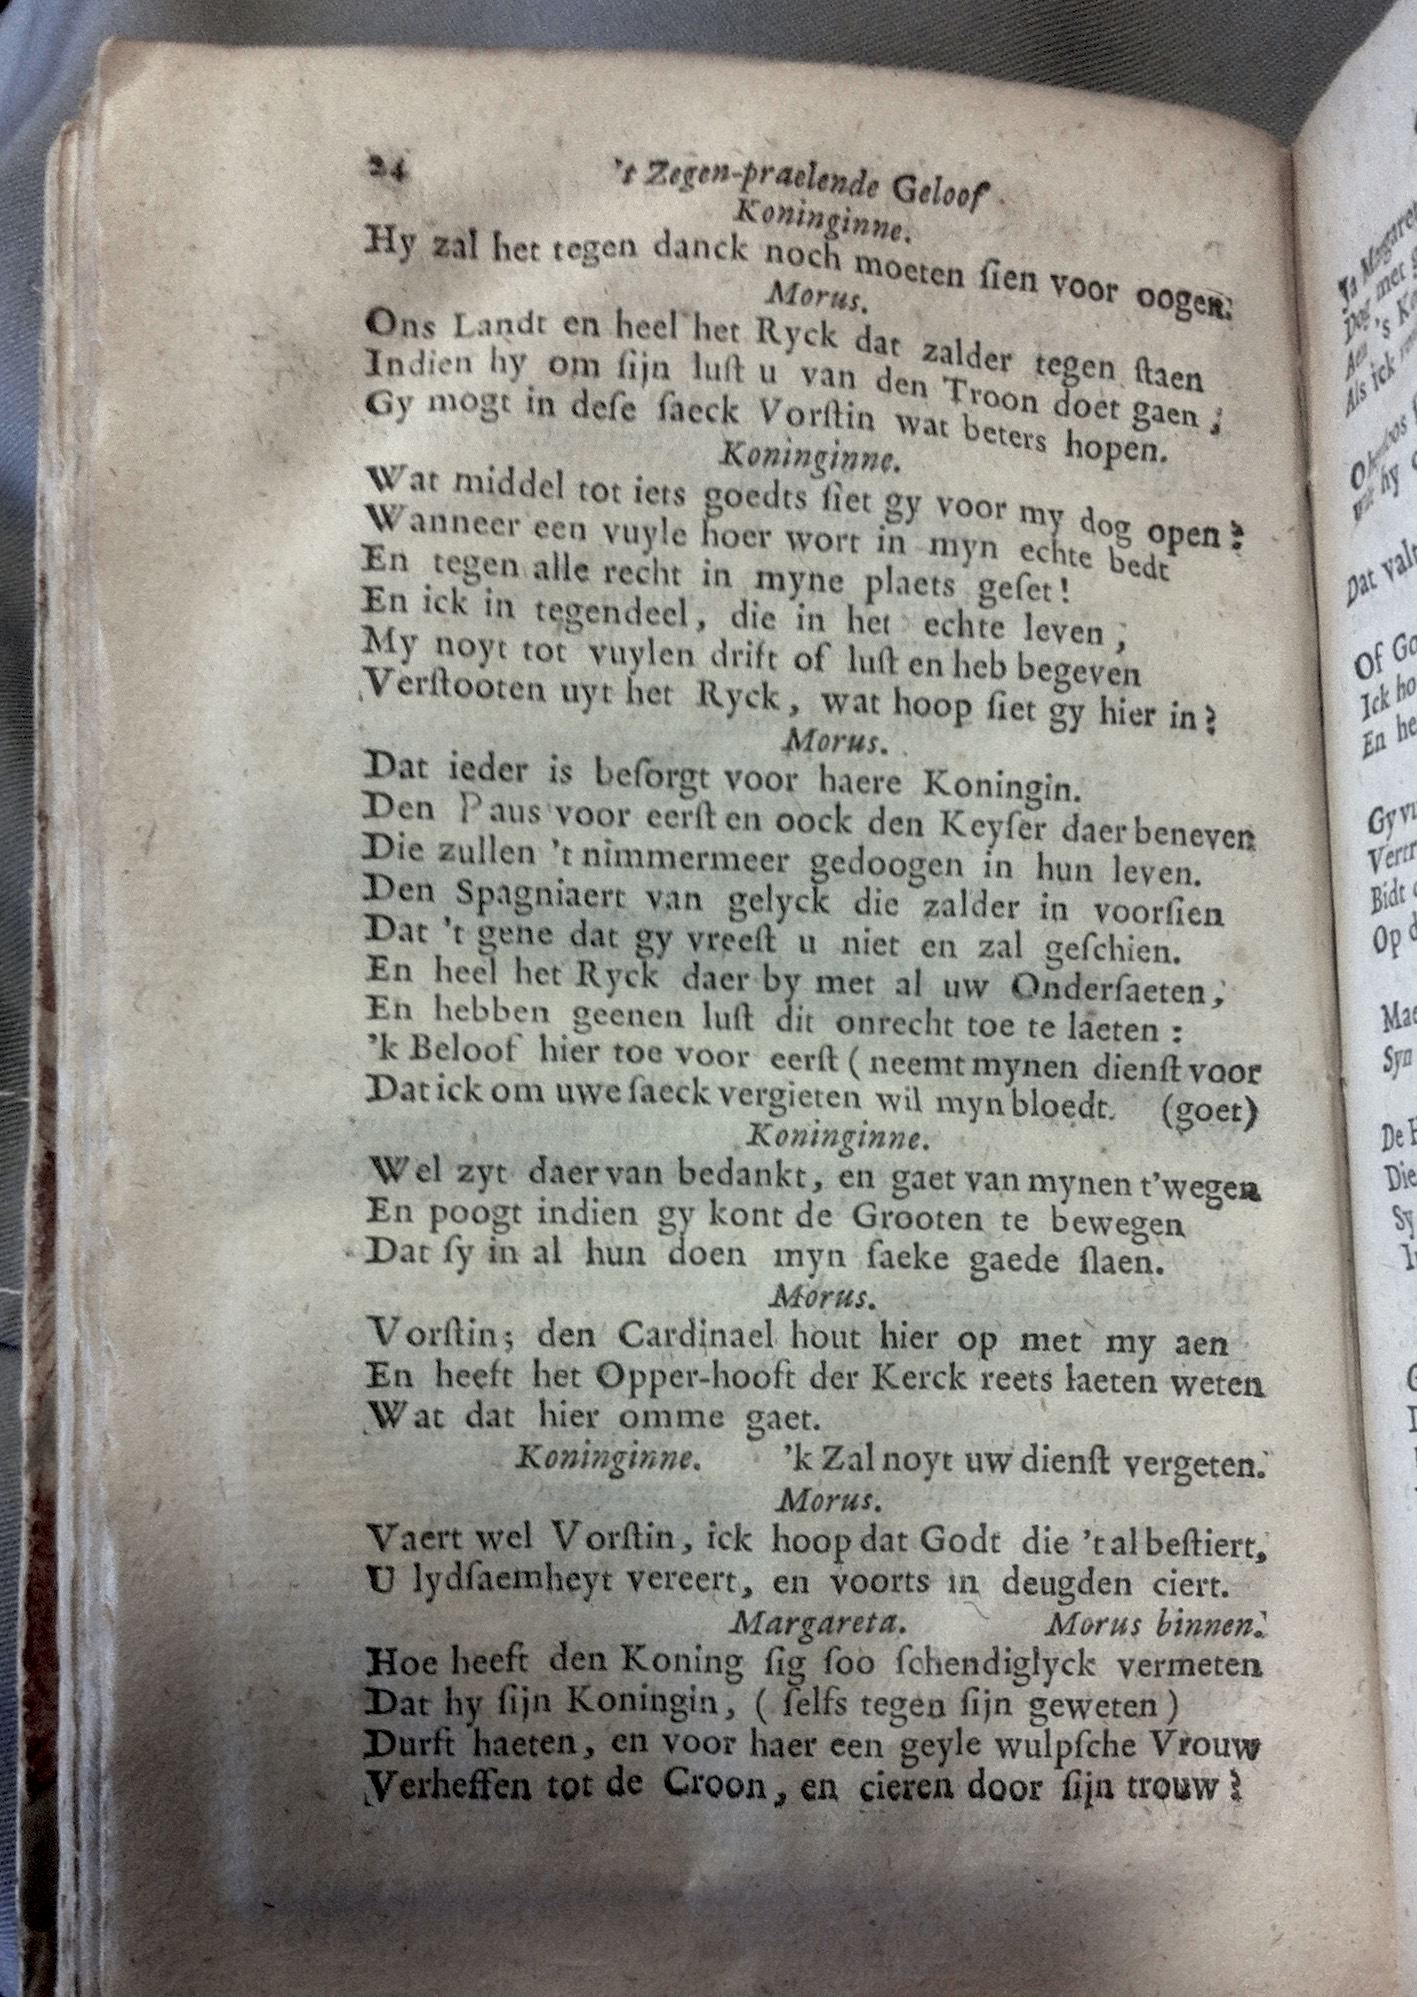 24 't Zegen-praelende Geloof
Koninginne.
Hy zal het tegen danck noch moeten ſien voor oogen.
Morus.
Ons Landt en heel het Ryck dat zalder tegen ſtaen
Indien hy om ſijn luſt u van den Troon doet gaen ;
Gy mogt in deſe ſaeck Vorſtin wat beters hopen.
Koninginne.
Wat middel tot iets goedts ſiet gy voor my dog open?
Wanneer een vuyle hoer wort in myn echte bedt
En tegen alle recht in myne plaets geſet!
En ick in tegendeel, die in het echte leven,
My noyt tot vuylen drift of luſt en heb begeven
Verſtooten uyt het Ryck, wat hoop ſiet gy hier in?
Morus.
Dat ieder is beſorgt voor haere Koningin.
Den Paus voor eerſt en oock den Keyſer daer beneven
Die zullen 't nimmermeer gedoogen in hun leven.
Den Spagniaert van gelyck die zalder in voorſien
Dat 't gene dat gy vreeſt u niet en zal geſchien.
En heel het Ryck daer by met al uw Onderſaeten,
En hebben geenen luſt dit onrecht toe te laeten :
'k Beloof hier toe voor eerſt ( neemt mynen dienſt voor
Dat ick om uwe ſaeck vergieten wil myn bloedt. (goet)
Koninginne.
Wel zyt daer van bedankt, en gaet van mynen t'wegen
En poogt indien gy kont de Grooten te bewegen
Dat ſy in al hun doen myn ſaeke gaede ſlaen.
Morus.
Vorſtin; den Cardinael hout hier op met my aen
En heeft het Opper-hooft der Kerck reets laeten weten
Wat dat hier omme gaet.
Koninginne. 'k Zal noyt uw dienſt vergeten.
Morus.
Vaert wel Vorſtin, ick hoop dat Godt die 't al beſtiert,
U lydſaemheyt vereert, en voorts in deugden ciert.
Margareta. Morus binnen.
Hoe heeft den Koning ſig ſoo ſchendiglyck vermeten
Dat hy ſijn Koningin, ( ſelfs tegen ſijn geweten )
Durft haeten, en voor haer een geyle wulpſche Vrouw
Verheffen tot de Croon, en cieren door ſijn trouw?